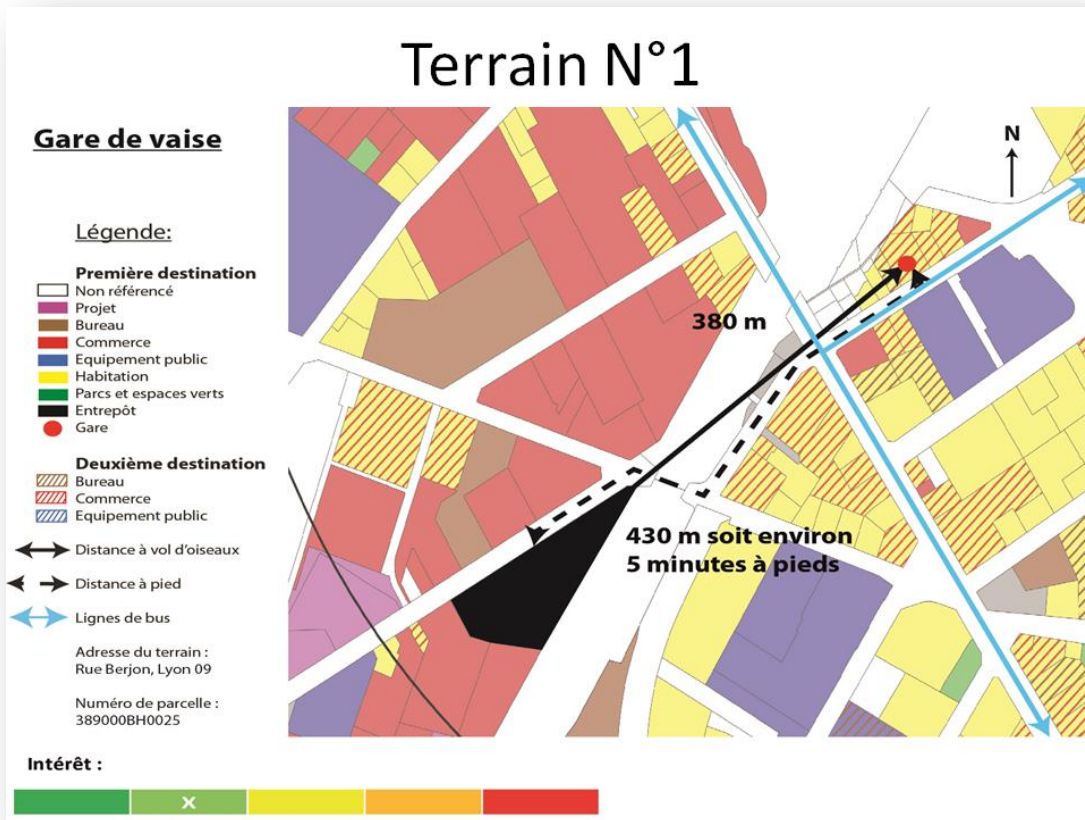 Terrain N°1
Gare de vaise
Légende:
Première destination
Non référencé
Projet
Bureau
Commerce
Equipement public
Habitation
Parcs et espaces verts
Entrepôt
Gare
Deuxième destination
Bureau
Commerce
Equipement public
Distance à vol d'oiseaux
Distance à pied
Lignes de bus
Adresse du terrain :
Rue Berjon, Lyon 09
Numéro de parcelle :
389000BH0025
N
380 m
430 m soit environ
5 minutes à pieds
Intérêt :
X